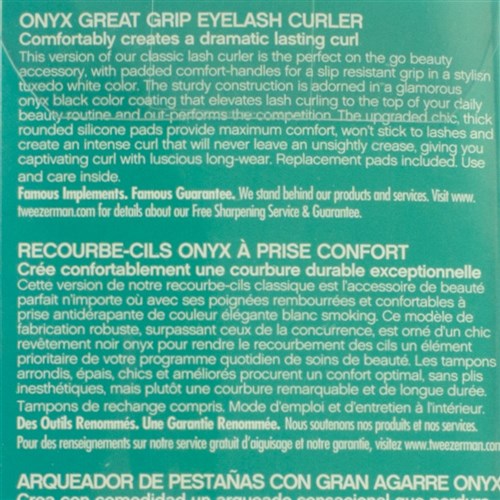 ONYX GREAT GRIP EYELASH CURLER
Comfortably creates a dramatic lasting curl
This version of our classic lash curler is the perfect on the go beauty
accessory, with padded comfort-handles for a slip resistant grip in a stylish
tuxedo white color. The sturdy construction is adorned in a glamorous
onyx black color coating that elevates lash curling to the top of your daily
beauty routine and out-performs the competition. The upgraded chic, thick
rounded silicone pads provide maximum comfort, won't stick to lashes and
create an intense curl that will never leave an unsightly crease, giving you
captivating curl with luscious long-wear. Replacement pads included. Use
and care inside.
Famous Implements. Famous Guarantee. We stand behind our products and services. Visit www.
tweezerman.com for details about our Free Sharpening Service & Guarantee.
RECOURBE-CILS ONYX À PRISE CONFORT
Crée confortablement une courbure durable exceptionnelle
Cette version de notre recourbe-cils classique est l'accessoire de beauté
parfait n'importe où avec ses poignées rembourrées et confortables à
prise antidérapante de couleur élégante blanc smoking. Ce modèle de
fabrication robuste, surpassant ceux de la concurrence, est orné d'un chic
revêtement noir onyx pour rendre le recourbement des cils un élément
prioritaire de votre programme quotidien de soins de beauté. Les tampons
arrondis, épais, chics et améliorés procurent un confort optimal, sans plis
inesthétiques, mais plutôt une courbure remarquable et de longue durée.
Tampons de rechange compris. Mode d'emploi et d'entretien à l'intérieur.
Des Outils Renommés. Une Garantie Renommée. Nous soutenons nos produits et nos services.
Pour des renseignements sur notre service gratuit d'aiguisage et notre garantie, visitez www.tweezerman.com
ARQUEADOR DE PESTAÑAS CON GRAN AGARRE ONYX
Crea con comodidad un arqueado sensacional que